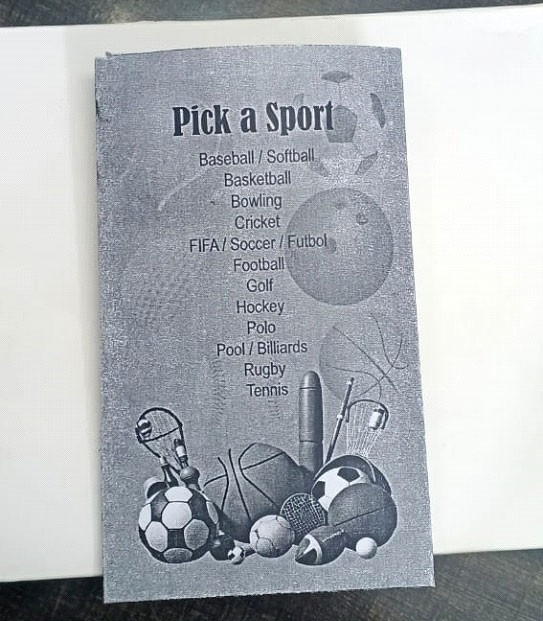 Pick a Sport
Baseball / Softball
Basketball
Bowling
Cricket
FIFA / Soccer / Futbol
Football
Golf
Hockey
Polo
Pool / Billiards
Rugby
Tennis